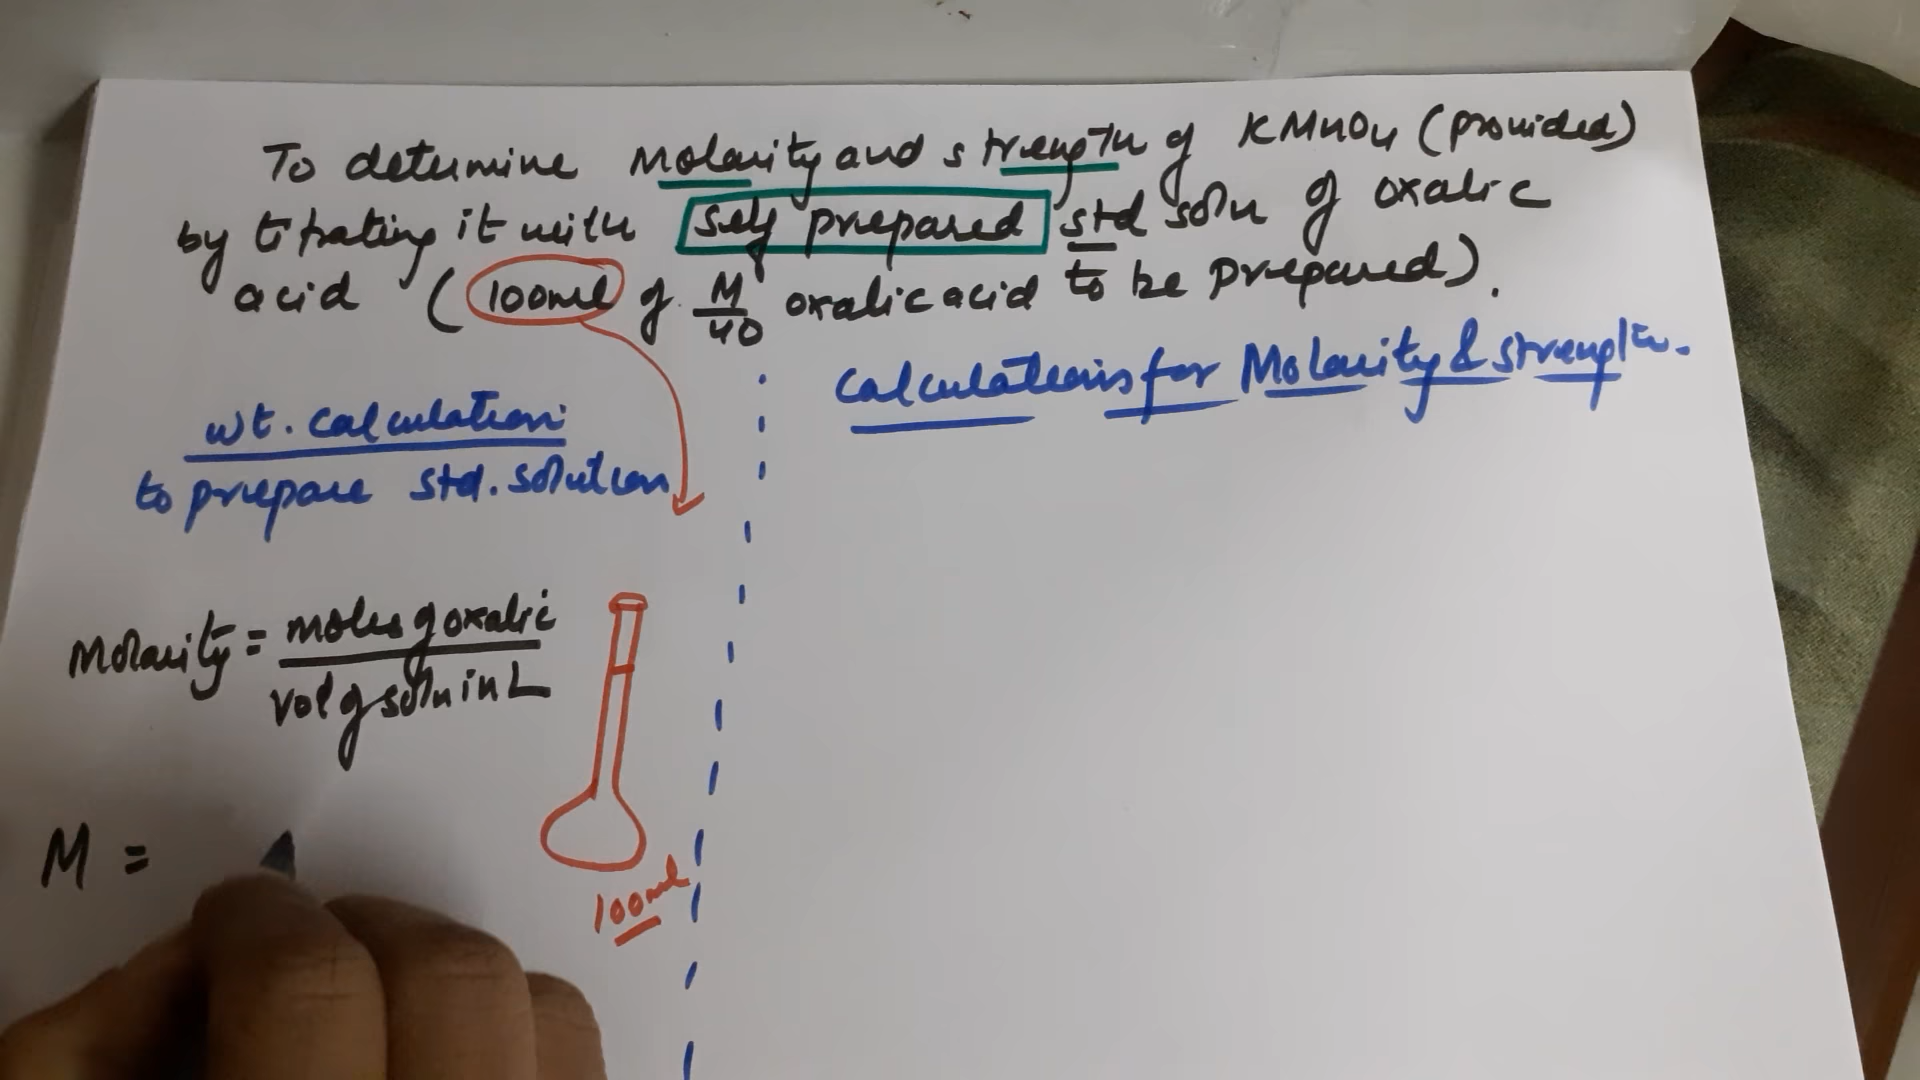 To determine Molarity and strength of KMnO4 (provided)
by titrating it with self prepared std soln of oxalic
acid (100ml of M/40 oxalic acid to be prepared).
wt. calculation
to prepare std. solution
calculations for Molarity & strength.
Molarity = moles of oxalic / vol of soln in L
M =
100ml